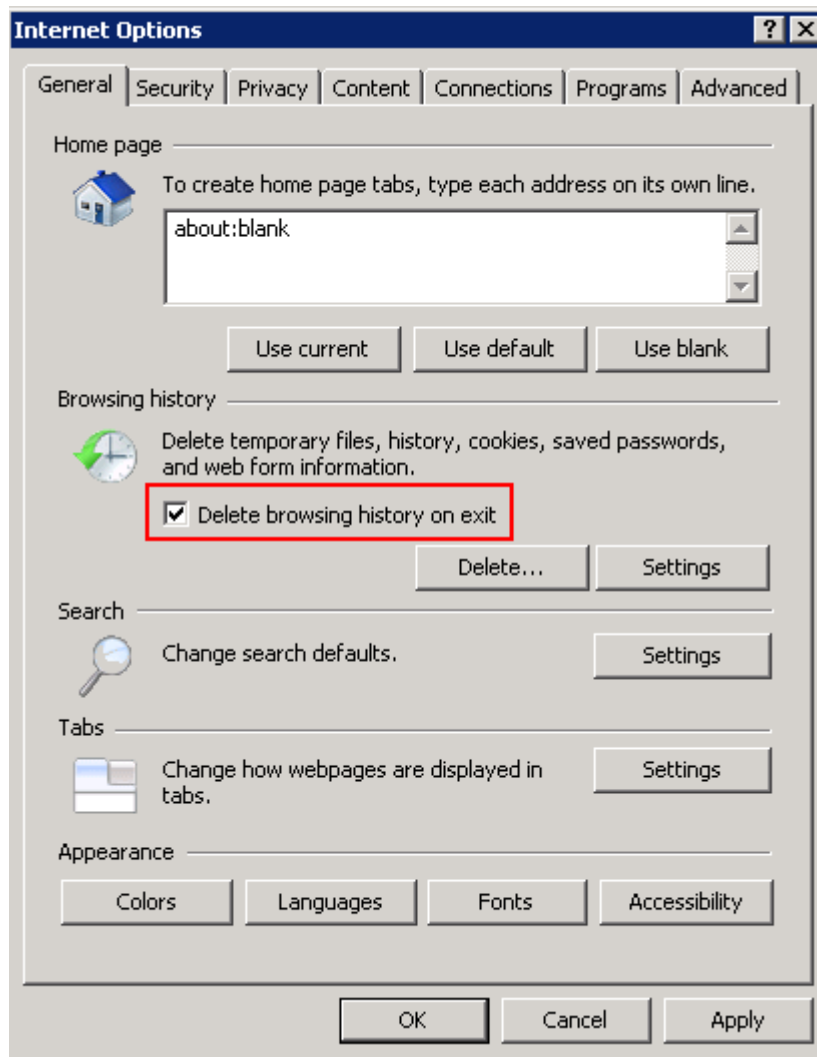 Internet Options
General Security Privacy Content Connections Programs Advanced
Home page
To create home page tabs, type each address on its own line.
about:blank
Use current Use default Use blank
Browsing history
Delete temporary files, history, cookies, saved passwords,
and web form information.
Delete browsing history on exit
Delete... Settings
Search
Change search defaults. Settings
Tabs
Change how webpages are displayed in Settings
tabs.
Appearance
Colors Languages Fonts Accessibility
OK Cancel Apply